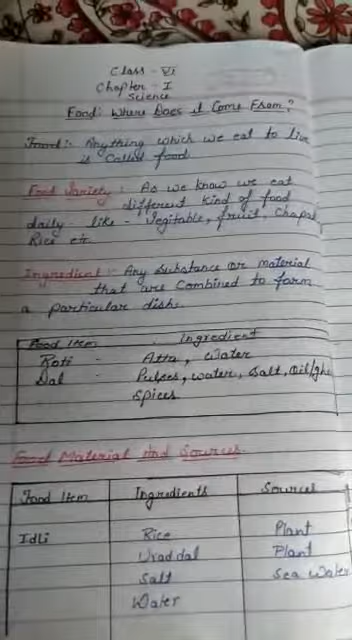 Class - VI
Chapter - I
Science
Food: Where Does it Come From?
Food:- Anything which we eat to live
is called food
Food Variety: As we know we eat
different kind of food
daily like - Vegitable, fruit, Chapat
Rice etc
Ingredient:- Any substance or material
that are combined to form
a particular dish.
Food Item Ingredient
Roti - Atta, Water
Dal - Pulses, water, salt, Oil/ghe
Spices
Food Material And Sources
Food Item Ingredients Sources
Idli Rice Plant
Urad dal Plant
Salt Sea Water
Water